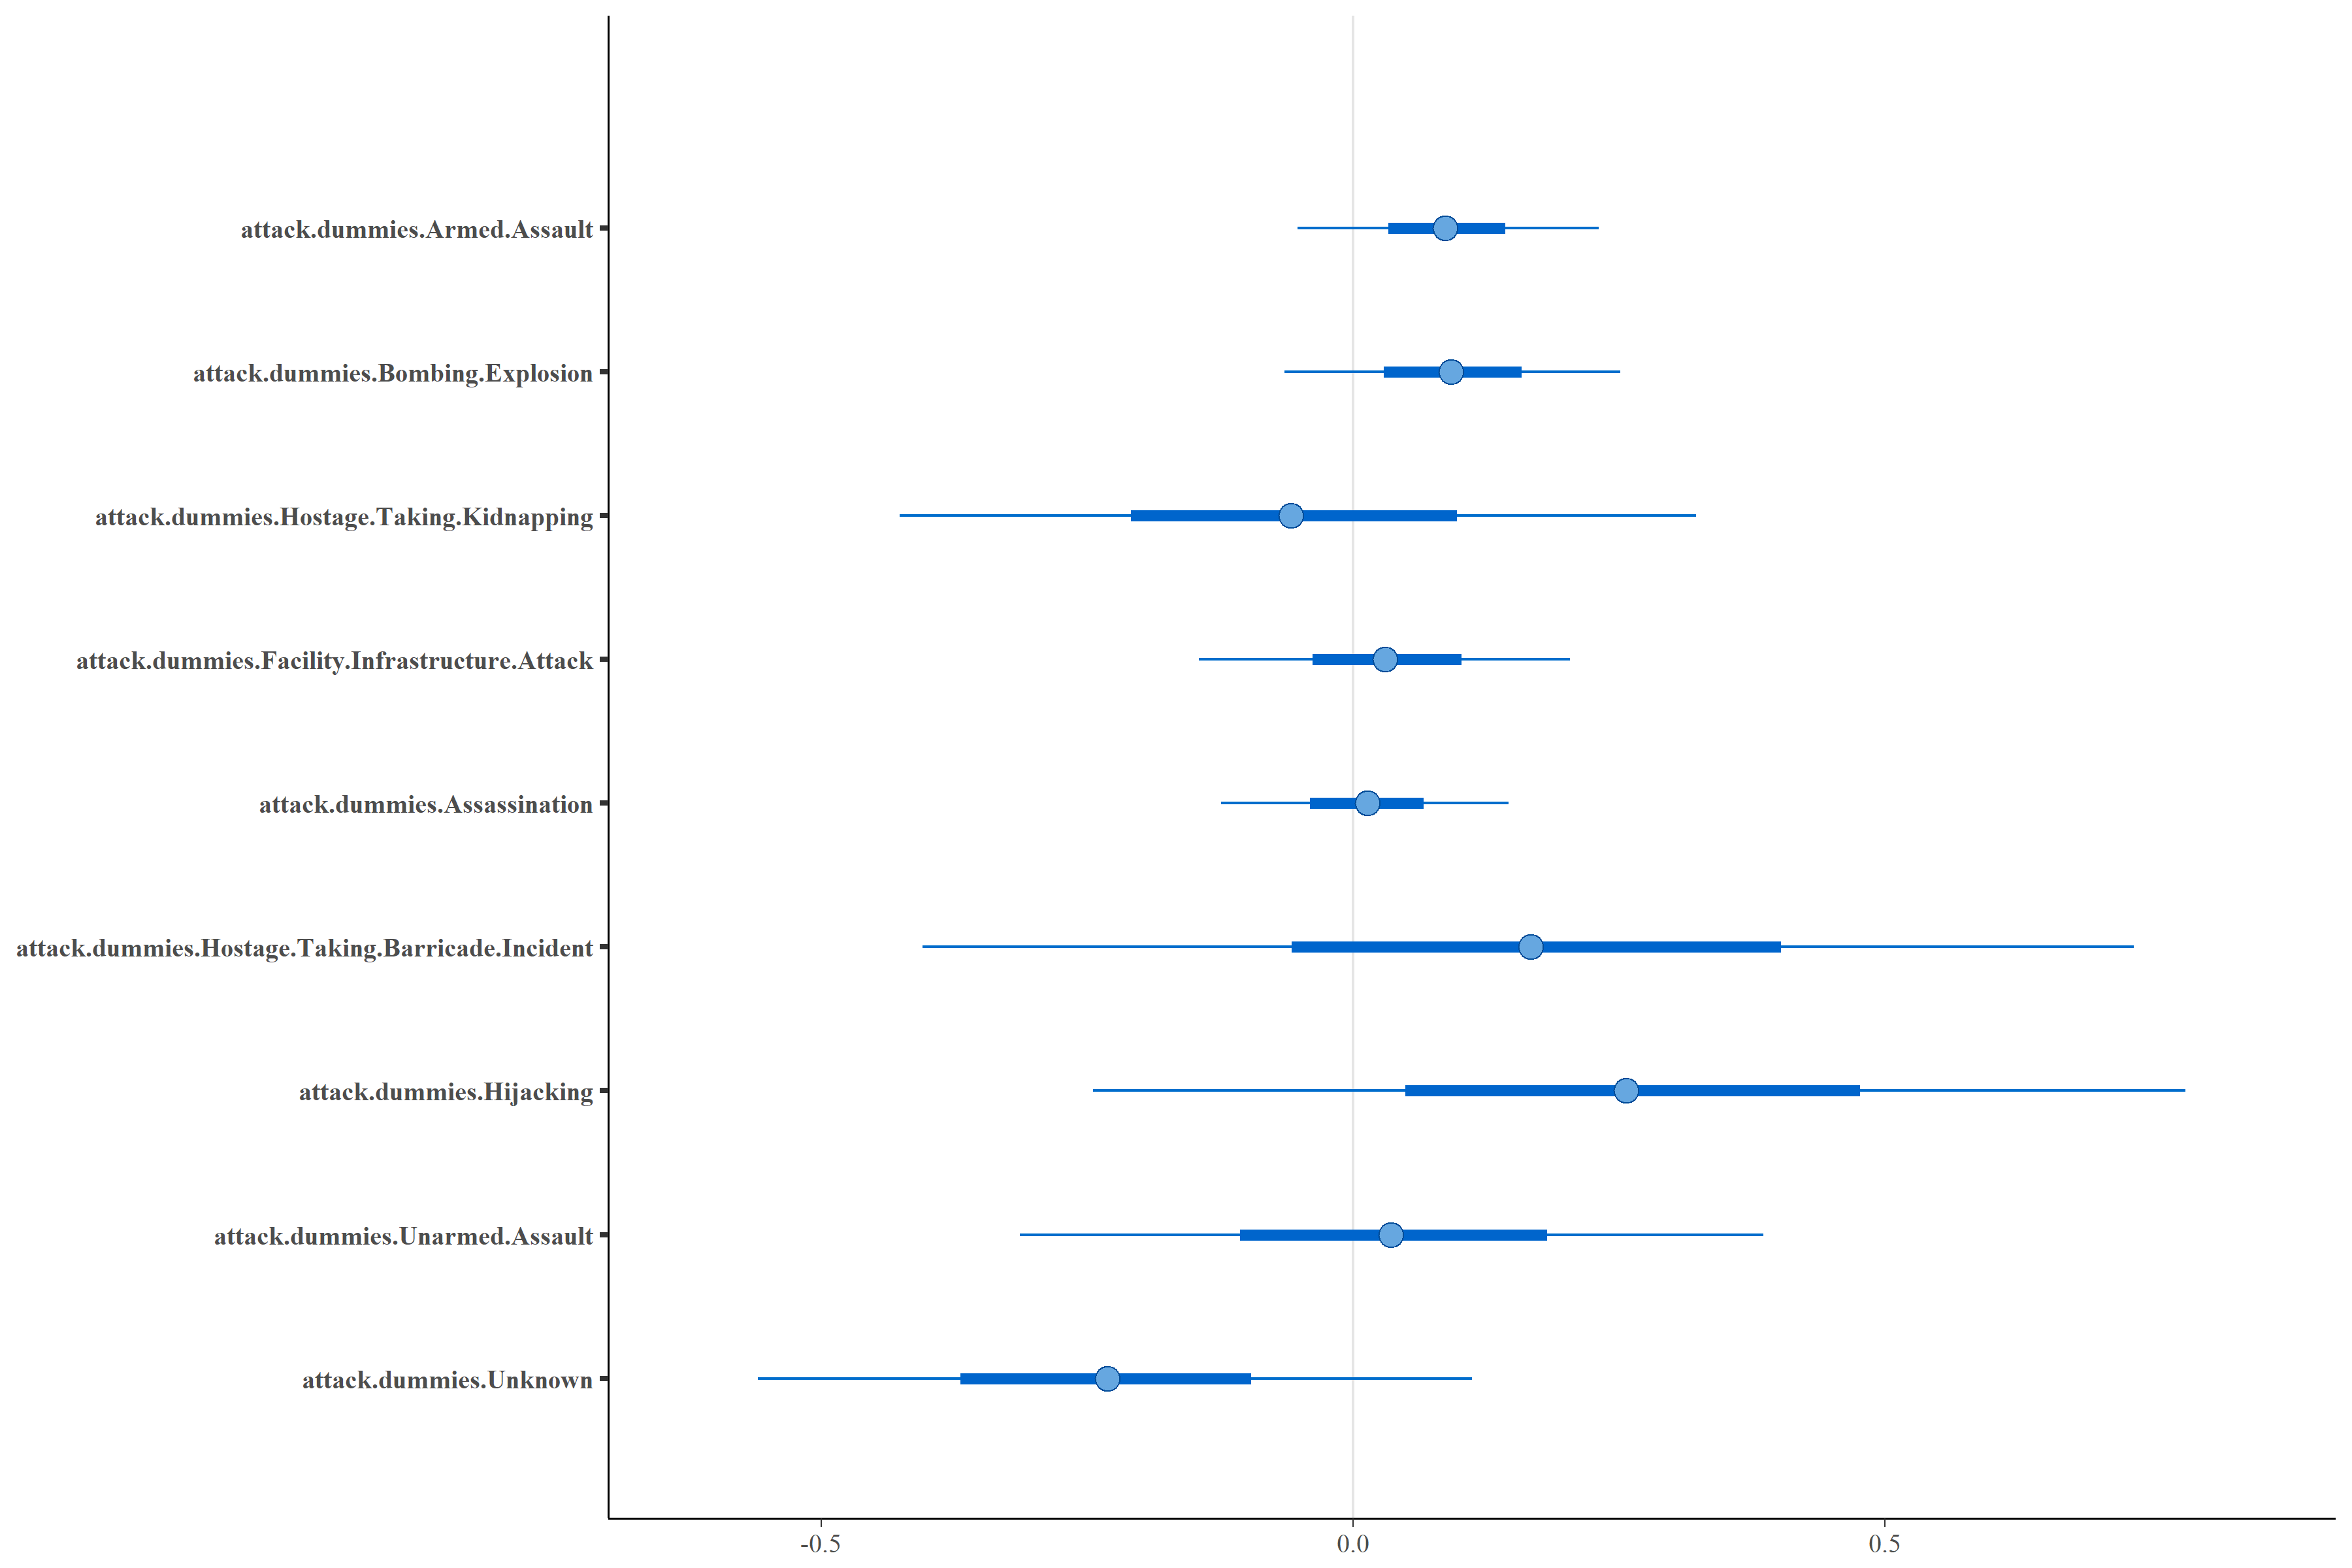 attack.dummies.Armed.Assault
attack.dummies.Bombing.Explosion
attack.dummies.Hostage.Taking.Kidnapping
attack.dummies.Facility.Infrastructure.Attack
attack.dummies.Assassination
attack.dummies.Hostage.Taking.Barricade.Incident
attack.dummies.Hijacking
attack.dummies.Unarmed.Assault
attack.dummies.Unknown
-0.5 0.0 0.5